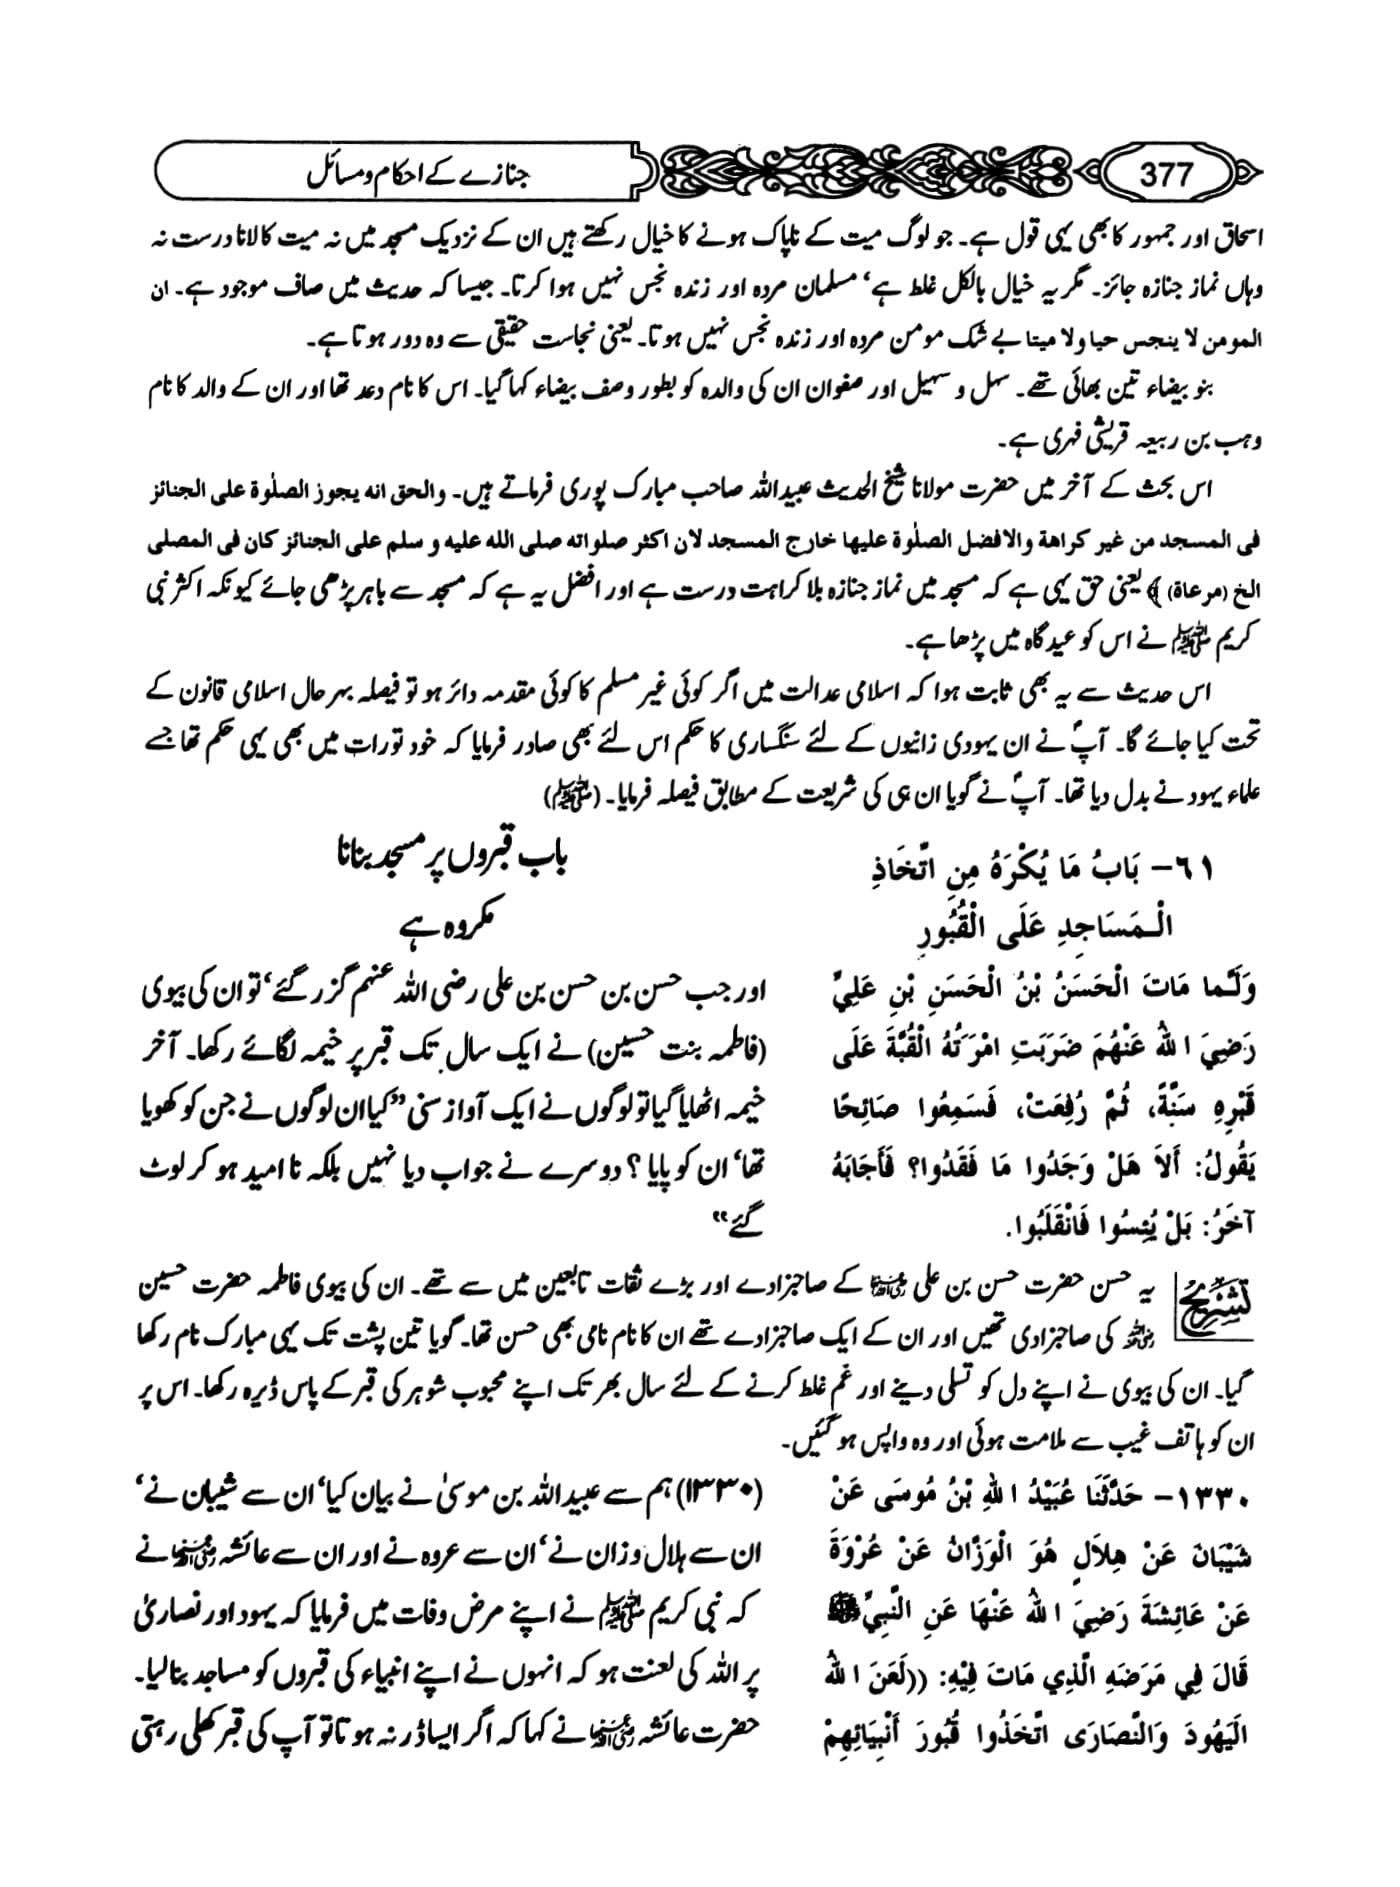 377
جنازے کے احکام و مسائل
اسحاق اور جمہور کا بھی یہی قول ہے۔ جو لوگ میت کے ناپاک ہونے کا خیال رکھتے ہیں ان کے نزدیک مسجد میں نہ میت کا لانا درست نہ
وہاں نماز جنازہ جائز۔ مگر یہ خیال بالکل غلط ہے، مسلمان مردہ اور زندہ نجس نہیں ہوا کرتا۔ جیسا کہ حدیث میں صاف موجود ہے۔ ان
المومن لا ینجس حیا ولا میتا بے شک مومن مردہ اور زندہ نجس نہیں ہوتا۔ یعنی نجاست حقیقی سے وہ دور ہوتا ہے۔
بنو بیضاء تین بھائی تھے۔ سہل و سہیل اور صفوان ان کی والدہ کو بطور وصف بیضاء کہا گیا۔ اس کا نام دعد تھا اور ان کے والد کا نام
وہب بن ربیعہ قریشی فہری ہے۔
اس بحث کے آخر میں حضرت مولانا شیخ الحدیث عبیداللہ صاحب مبارک پوری فرماتے ہیں۔ والحق انه يجوز الصلوٰة علی الجنائز
فی المسجد من غیر کراهة والافضل الصلوٰة علیها خارج المسجد لان اکثر صلواته صلی الله علیه و سلم علی الجنائز کان فی المصلی
الخ (مرعاة) ﴾ یعنی حق یہی ہے کہ مسجد میں نماز جنازہ بلا کراہت درست ہے اور افضل یہ ہے کہ مسجد سے باہر پڑھی جائے کیونکہ اکثر نبی
کریم ﷺ نے اس کو عیدگاہ میں پڑھا ہے۔
اس حدیث سے یہ بھی ثابت ہوا کہ اسلامی عدالت میں اگر کوئی غیر مسلم کا کوئی مقدمہ دائر ہو تو فیصلہ بہرحال اسلامی قانون کے
تحت کیا جائے گا۔ آپؐ نے ان یہودی زانیوں کے لئے سنگساری کا حکم اس لئے بھی صادر فرمایا کہ خود تورات میں بھی یہی حکم تھا جسے
علماء یہود نے بدل دیا تھا۔ آپؐ نے گویا ان ہی کی شریعت کے مطابق فیصلہ فرمایا۔ (ﷺ)
٦١- بَابُ مَا يُكْرَهُ مِنِ اتِّخَاذِ
الْـمَسَاجِدِ عَلَى الْقُبُورِ
وَلَـمَّا مَاتَ الْحَسَنُ بْنُ الْحَسَنِ بْنِ عَلِيٍّ
رَضِيَ اللهُ عَنْهُمَ ضَرَبَتِ امْرَتُهُ الْقُبَّةَ عَلَى
قَبْرِهِ سَنَّةً، ثُمَّ رُفِعَتْ، فَسَمِعُوا صَائِحًا
يَقُولُ: أَلاَ هَلْ وَجَدُوا مَا فَقَدُوا؟ فَأَجَابَهُ
آخَرُ: بَلْ يُئِسُوا فَانْقَلَبُوا.
باب قبروں پر مسجد بنانا
مکروہ ہے
اور جب حسن بن حسن بن علی رضی اللہ عنہم گزر گئے، تو ان کی بیوی
(فاطمہ بنت حسین) نے ایک سال تک قبر پر خیمہ لگائے رکھا۔ آخر
خیمہ اٹھایا گیا تو لوگوں نے ایک آواز سنی ”کیا ان لوگوں نے جن کو کھویا
تھا، ان کو پایا؟ دوسرے نے جواب دیا نہیں بلکہ ناامید ہو کر لوٹ
گئے“
تشریح
یہ حسن حضرت حسن بن علی رضی اللہ عنہما کے صاحبزادے اور بڑے ثقات تابعین میں سے تھے۔ ان کی بیوی فاطمہ حضرت حسین
رضی اللہ عنہ کی صاحبزادی تھیں اور ان کے ایک صاحبزادے تھے ان کا نام نامی بھی حسن تھا۔ گویا تین پشت تک یہی مبارک نام رکھا
گیا۔ ان کی بیوی نے اپنے دل کو تسلی دینے اور غم غلط کرنے کے لئے سال بھر تک اپنے محبوب شوہر کی قبر کے پاس ڈیرہ رکھا۔ اس پر
ان کو ہاتف غیب سے ملامت ہوئی اور وہ واپس ہو گئیں۔
١٣٣٠- حَدَّثَنَا عُبَيْدُ اللهِ بْنُ مُوسَى عَنْ
شَيْبَانَ عَنْ هِلاَلٍ هُوَ الْوَزَّانُ عَنْ عُرْوَةَ
عَنْ عَائِشَةَ رَضِيَ اللهُ عَنْهَا عَنِ النَّبِيِّ ﷺ
قَالَ فِي مَرَضَهِ الَّذِي مَاتَ فِيْهِ: ((لَعَنَ اللهُ
الْيَهُودَ وَالنَّصَارَى اتَّخَذُوا قُبُورَ أَنْبِيَائِهِمْ
(۱۳۳۰) ہم سے عبیداللہ بن موسیٰ نے بیان کیا، ان سے شیبان نے،
ان سے ہلال وزان نے، ان سے عروہ نے اور ان سے عائشہ رضی اللہ عنہا نے
کہ نبی کریم ﷺ نے اپنے مرض وفات میں فرمایا کہ یہود اور نصاریٰ
پر اللہ کی لعنت ہو کہ انہوں نے اپنے انبیاء کی قبروں کو مساجد بنا لیا۔
حضرت عائشہ رضی اللہ عنہا نے کہا کہ اگر ایسا ڈر نہ ہوتا تو آپ کی قبر کھلی رہتی